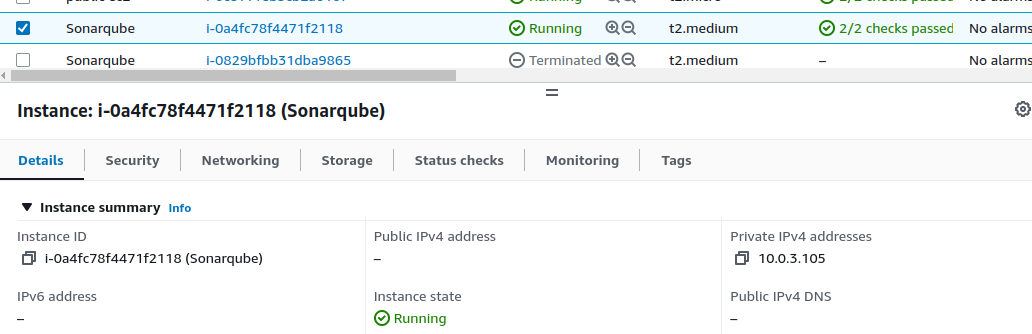 Running
Sonarqube i-0a4fc78f4471f2118 Running t2.medium 2/2 checks passed No alarms
Sonarqube i-0829bfbb31dba9865 Terminated t2.medium – No alarms
Instance: i-0a4fc78f4471f2118 (Sonarqube)
Details Security Networking Storage Status checks Monitoring Tags
Instance summary Info
Instance ID Public IPv4 address Private IPv4 addresses
i-0a4fc78f4471f2118 (Sonarqube) – 10.0.3.105
IPv6 address Instance state Public IPv4 DNS
– Running –